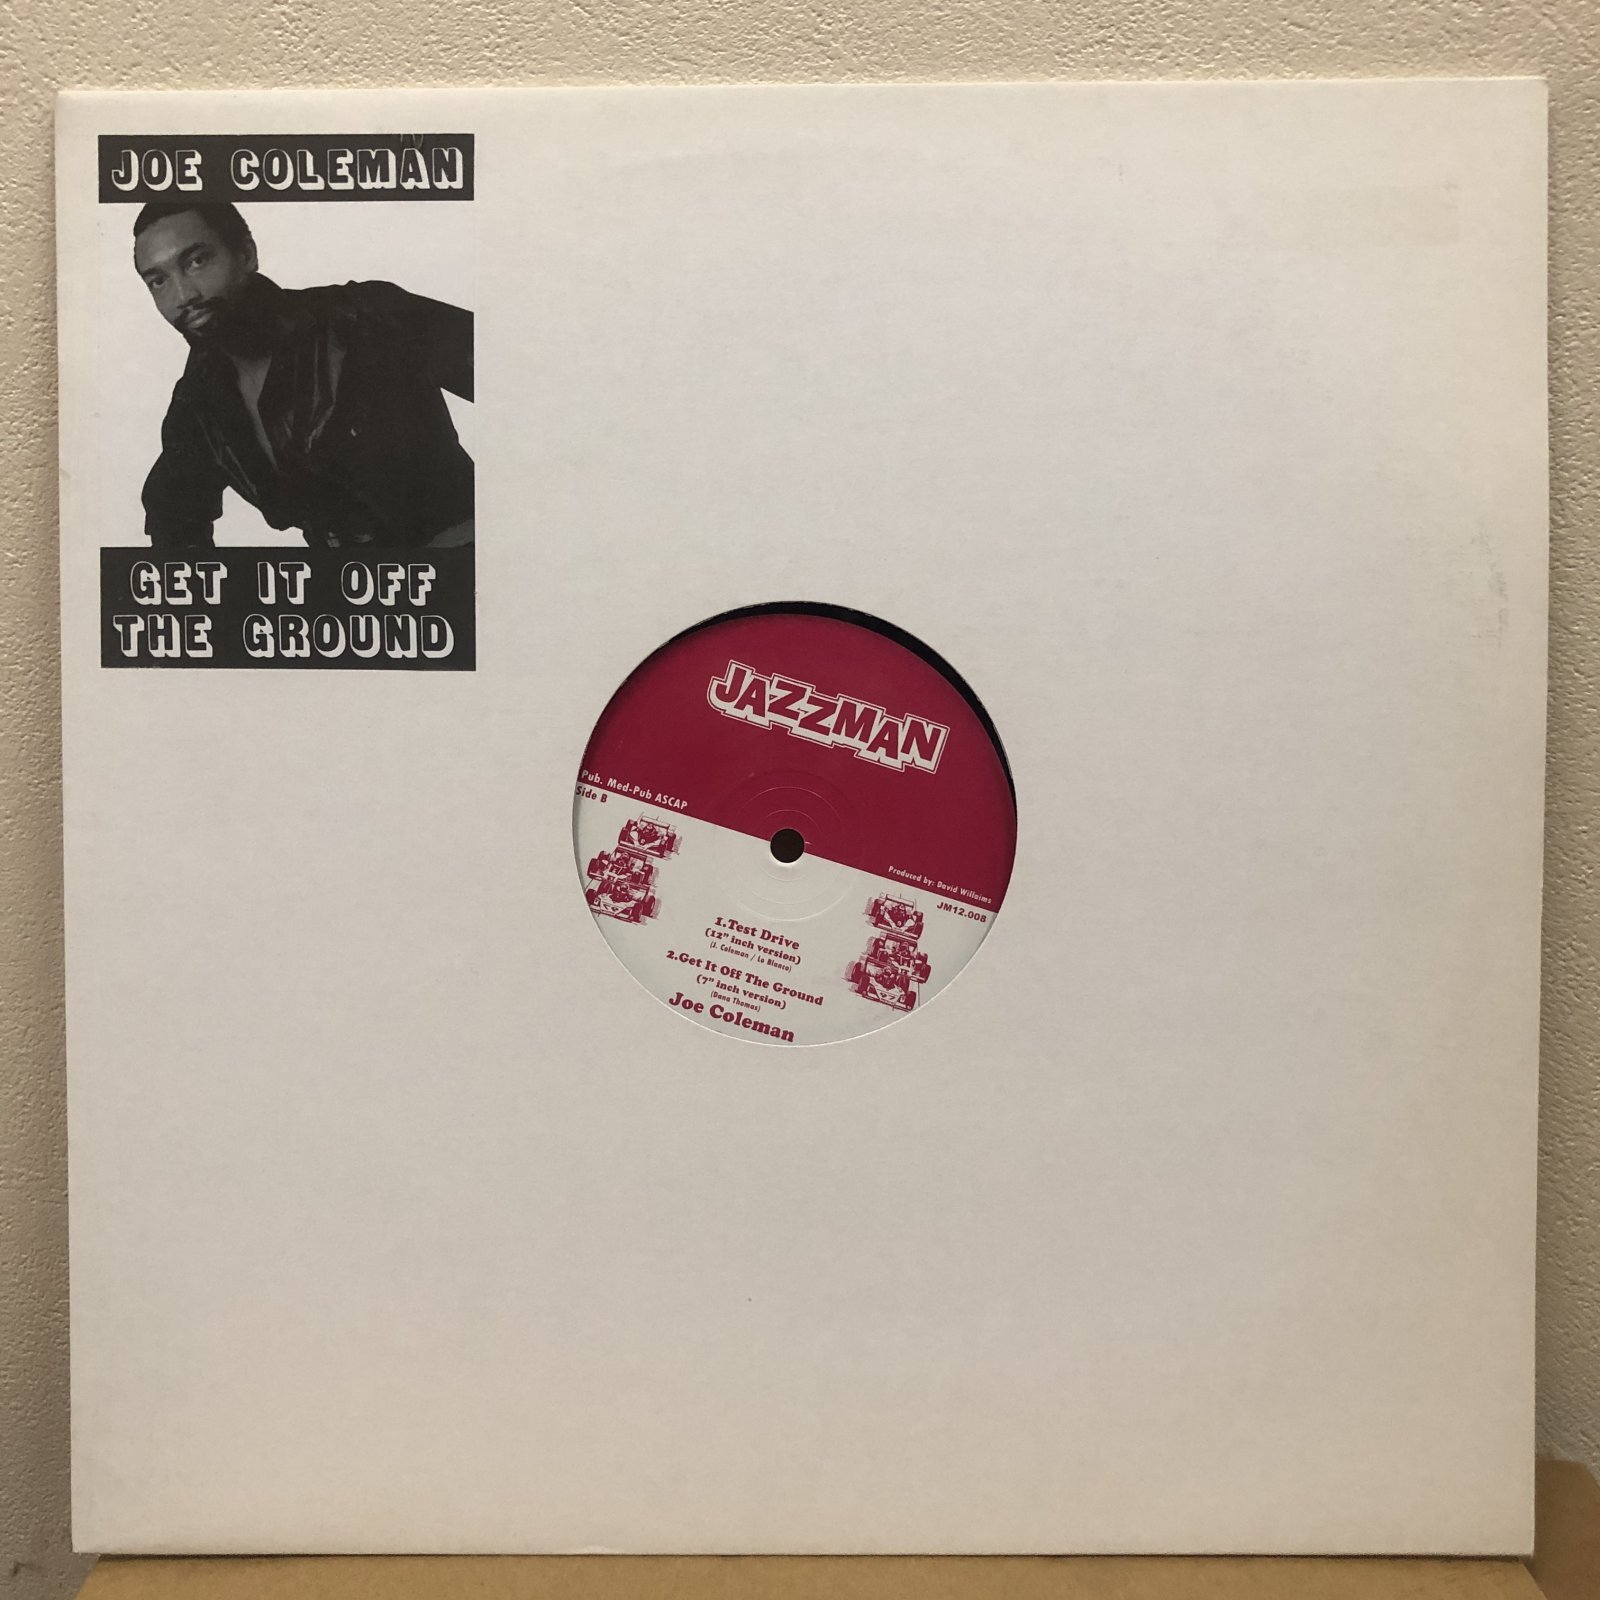 JOE COLEMAN
GET IT OFF
THE GROUND
JAZZMAN
Pub. Med-Pub ASCAP
Side B
Produced by: David Willaims
JM12.008
1.Test Drive
(12" inch version)
(J. Coleman / Lo Blanco)
2.Get It Off The Ground
(7" inch version)
(Dana Thomas)
Joe Coleman